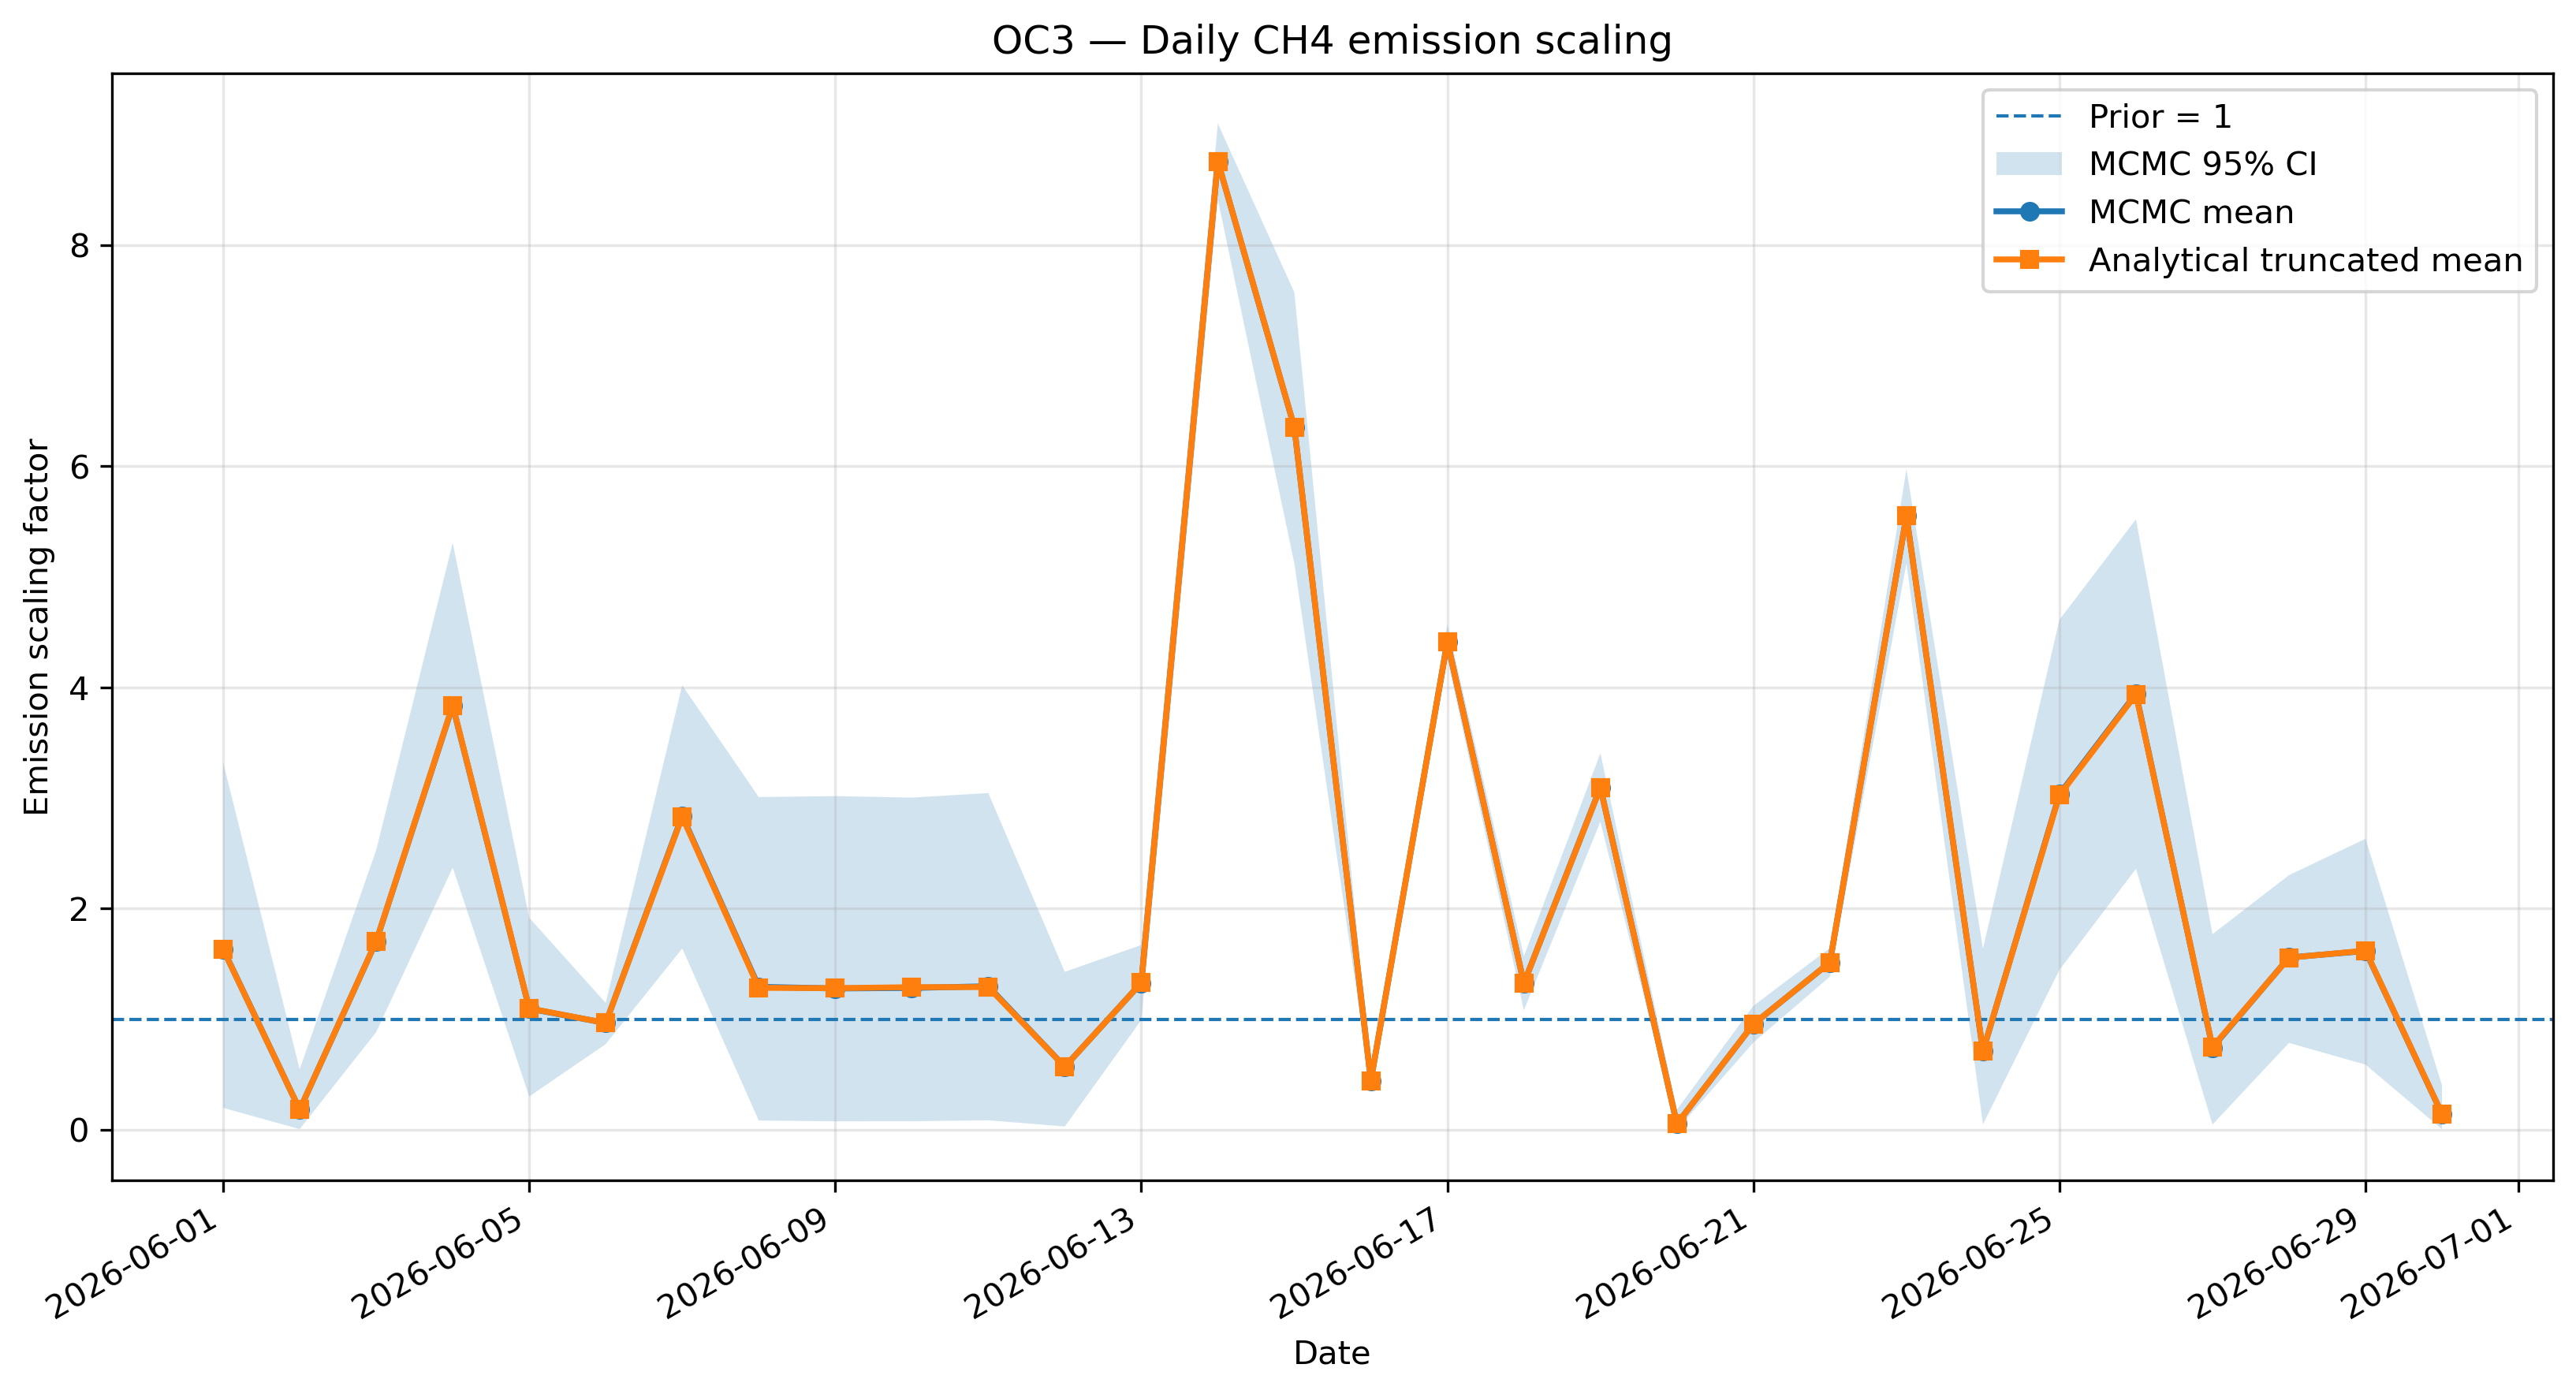 OC3 — Daily CH4 emission scaling
Prior = 1
MCMC 95% CI
MCMC mean
Analytical truncated mean
Emission scaling factor
8
6
4
2
0
2026-06-01
2026-06-05
2026-06-09
2026-06-13
2026-06-17
2026-06-21
2026-06-25
2026-06-29
2026-07-01
Date